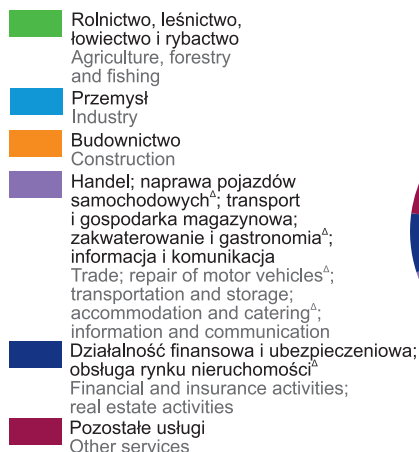 Rolnictwo, leśnictwo,
łowiectwo i rybactwo
Agriculture, forestry
and fishing
Przemysł
Industry
Budownictwo
Construction
Handel; naprawa pojazdów
samochodowych^Δ; transport
i gospodarka magazynowa;
zakwaterowanie i gastronomia^Δ;
informacja i komunikacja
Trade; repair of motor vehicles^Δ;
transportation and storage;
accommodation and catering^Δ;
information and communication
Działalność finansowa i ubezpieczeniowa;
obsługa rynku nieruchomości^Δ
Financial and insurance activities;
real estate activities
Pozostałe usługi
Other services